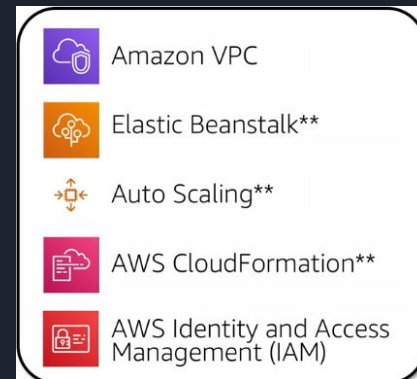 Amazon VPC
Elastic Beanstalk**
Auto Scaling**
AWS CloudFormation**
AWS Identity and Access
Management (IAM)